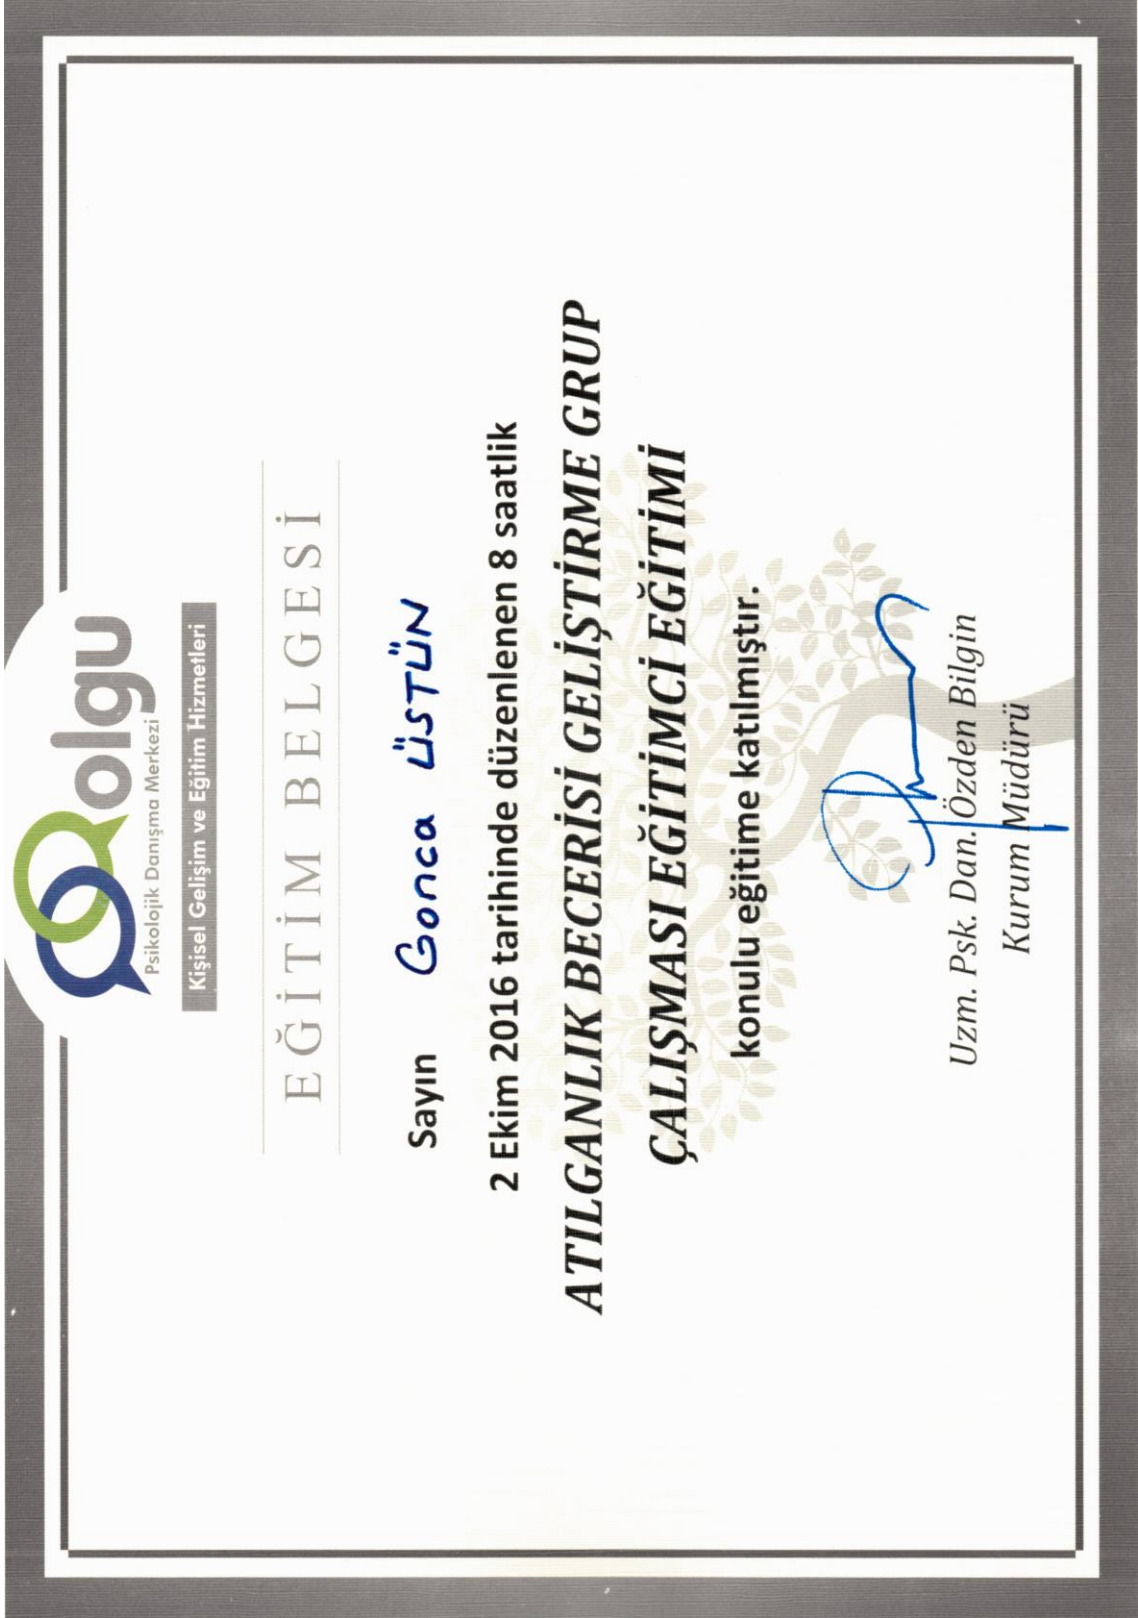 olgu
Psikolojik Danışma Merkezi
Kişisel Gelişim ve Eğitim Hizmetleri
EĞİTİM BELGESİ
Sayın Gonca ÜSTÜN
2 Ekim 2016 tarihinde düzenlenen 8 saatlik
ATILGANLIK BECERİSİ GELİŞTİRME GRUP
ÇALIŞMASI EĞİTİMCİ EĞİTİMİ
konulu eğitime katılmıştır.
Uzm. Psk. Dan. Özden Bilgin
Kurum Müdürü